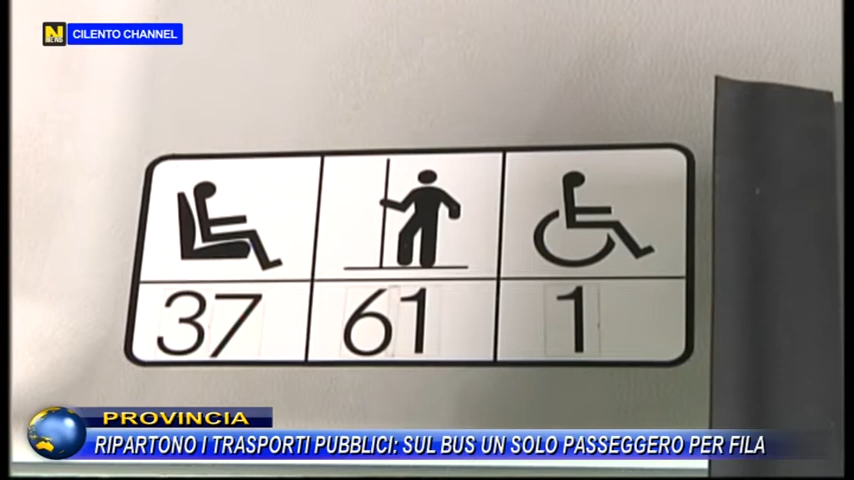 CILENTO CHANNEL
37 61 1
PROVINCIA
RIPARTONO I TRASPORTI PUBBLICI: SUL BUS UN SOLO PASSEGGERO PER FILA